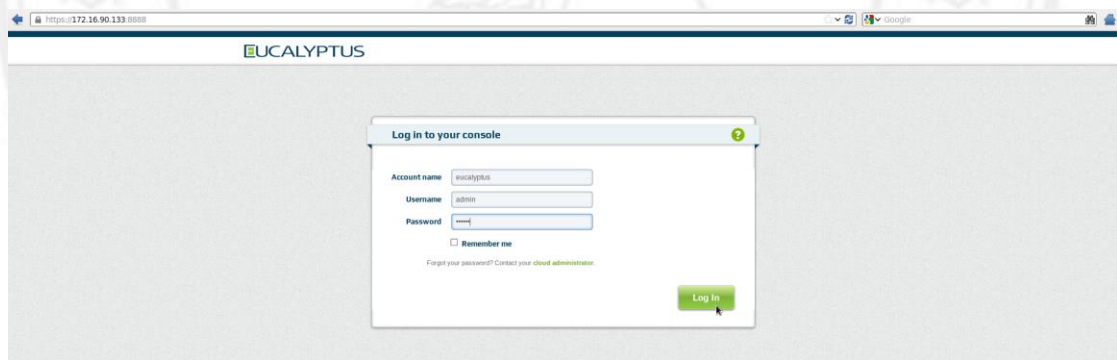 https://172.16.90.133:8888
Google
EUCALYPTUS
Log in to your console
?
Account name eucalyptus
Username admin
Password ••••••
Remember me
Forgot your password? Contact your cloud administrator.
Log In